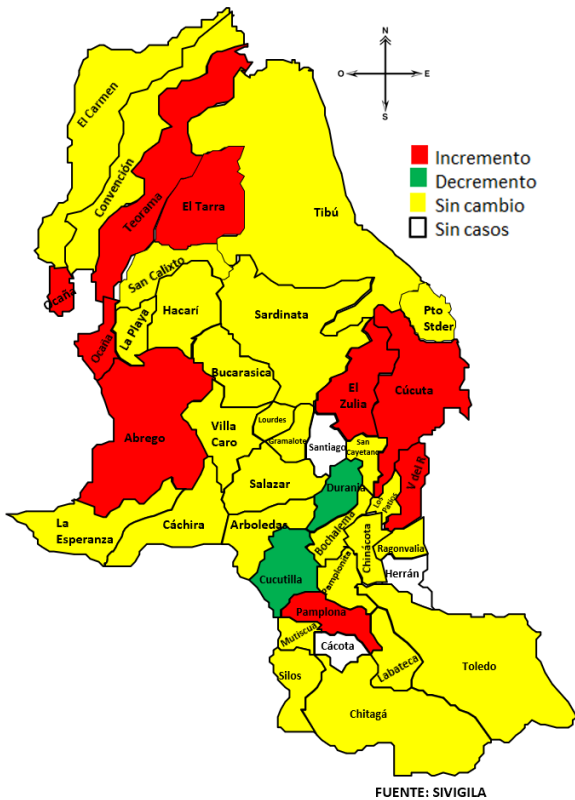 N
O
E
S
Incremento
Decremento
Sin cambio
Sin casos
El Carmen
Convención
Teorama
El Tarra
Tibú
Ocaña
San Calixto
Hacarí
La Playa
Ocaña
Sardinata
Pto
Stder
Bucarasica
El
Zulia
Cúcuta
Abrego
Villa
Caro
Lourdes
Gramalote
Santiago
San
Cayetano
V del R
Salazar
Durania
Los
Patios
La
Esperanza
Cáchira
Arboledas
Bochalema
Chinácota
Ragonvalia
Cucutilla
Pamplonita
Herrán
Pamplona
Mutiscua
Cácota
Labateca
Toledo
Silos
Chitagá
FUENTE: SIVIGILA